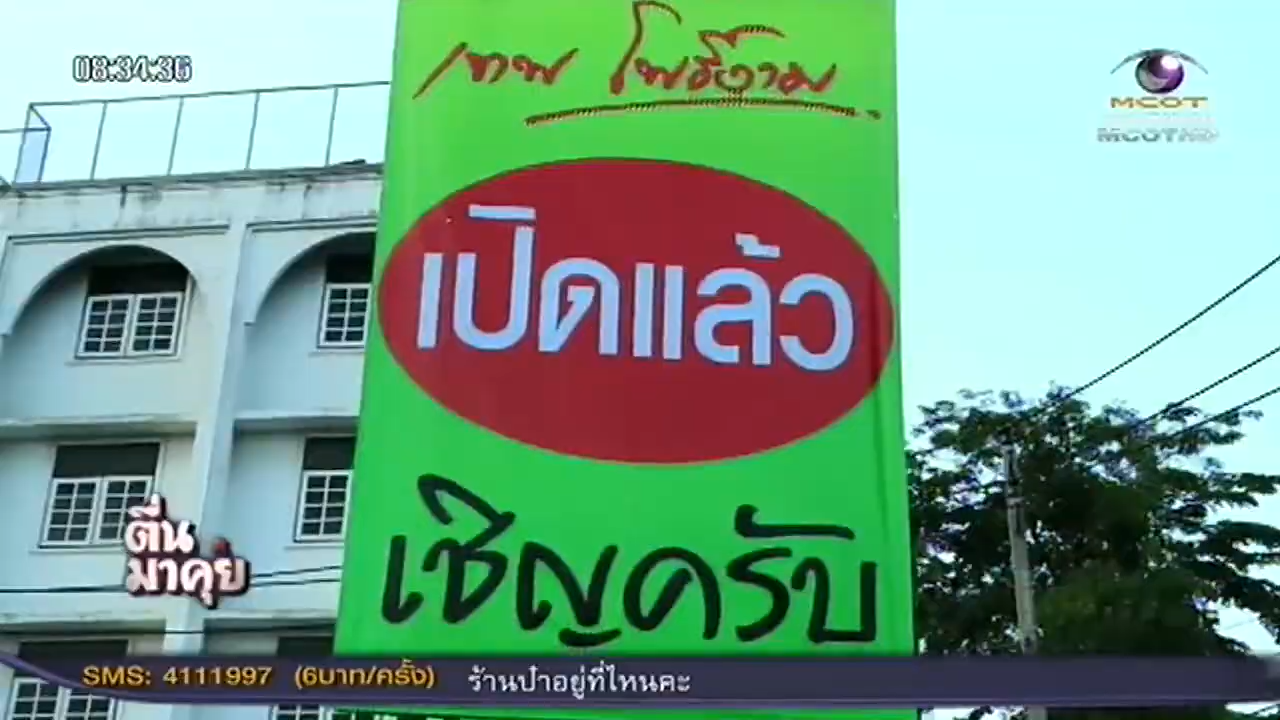 08:34:36
MCOT
MCOT HD
เทพ โพธิ์งาม
เปิดแล้ว
เชิญครับ
ตื่น
มาคุย
SMS: 4111997 (6บาท/ครั้ง) ร้านป๋าอยู่ที่ไหนคะ